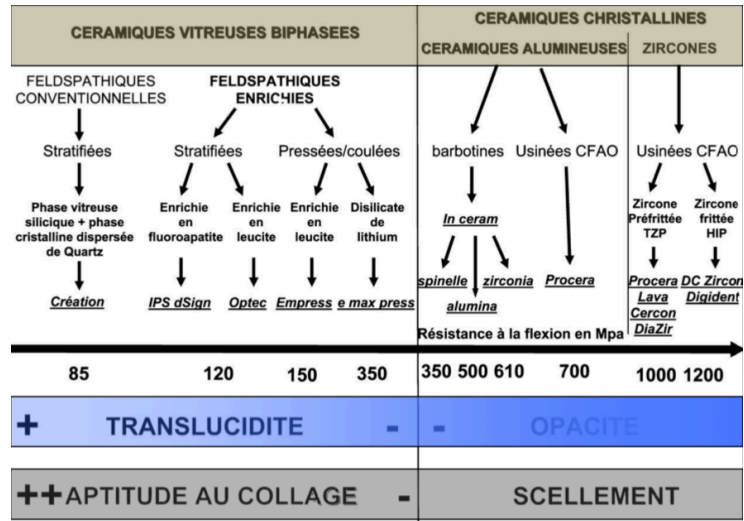 CERAMIQUES VITREUSES BIPHASEES
CERAMIQUES CHRISTALLINES
CERAMIQUES ALUMINEUSES
ZIRCONES
FELDSPATHIQUES
CONVENTIONNELLES
FELDSPATHIQUES
ENRICHIES
Stratifiées
Stratifiées
Pressées/coulées
barbotines
Usinées CFAO
Usinées CFAO
Phase vitreuse
silicique + phase
cristalline dispersée
de Quartz
Enrichie
en
fluoroapatite
Enrichie
en
leucite
Enrichie
en
leucite
Disilicate
de
lithium
In ceram
Zircone
Préfrittée
TZP
Zircone
frittée
HIP
Création
IPS dSign
Optec
Empress
e max press
spinelle
zirconia
alumina
Procera
Procera
Lava
Cercon
DiaZir
DC Zircon
Digident
Résistance à la flexion en Mpa
85 120 150 350 350 500 610 700 1000 1200
+ TRANSLUCIDITE - - OPACITE
++APTITUDE AU COLLAGE - SCELLEMENT